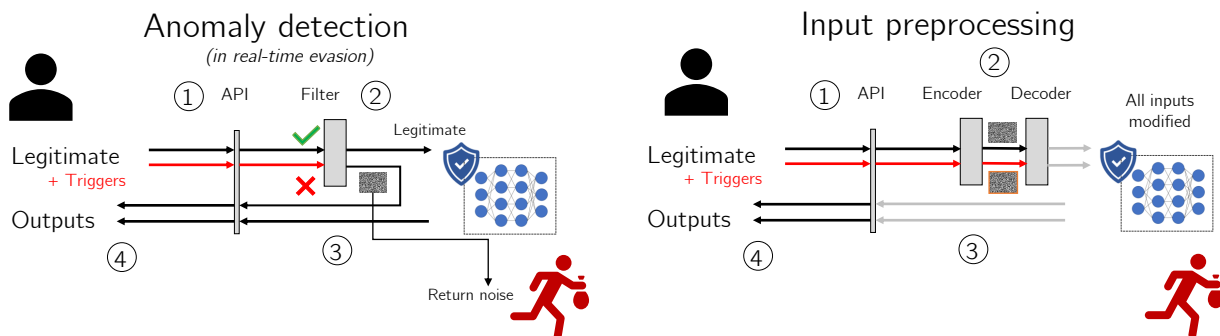 Anomaly detection
(in real-time evasion)
1
API
Filter
2
Legitimate
Legitimate
+ Triggers
Outputs
4
3
Return noise
Input preprocessing
2
1
API
Encoder
Decoder
All inputs
modified
Legitimate
+ Triggers
Outputs
4
3